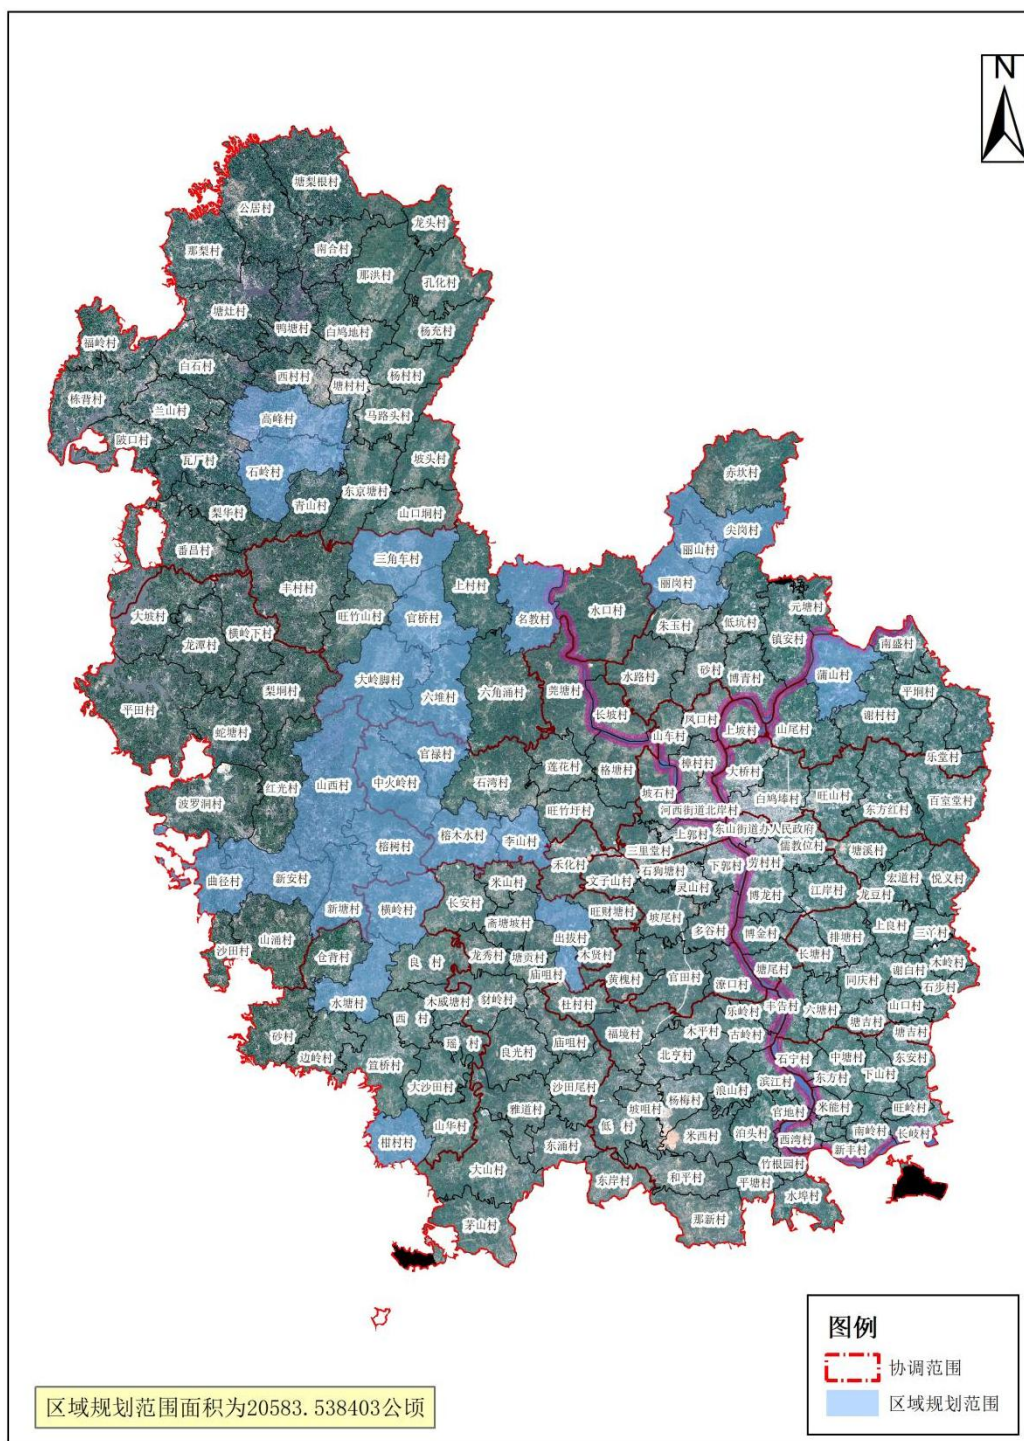 N
塘梨根村
公居村
龙头村
那梨村
南合村
那洪村
孔化村
塘灶村
鸭塘村
白鸠地村
杨充村
福岭村
白石村
西村村
塘村村
杨村村
栋背村
兰山村
高峰村
马路头村
陂口村
瓦厂村
石岭村
坡头村
赤坎村
梨华村
青山村
东京塘村
山口垌村
番昌村
三角车村
尖岗村
丽山村
大坡村
丰村村
旺竹山村
上村村
官桥村
名教村
水口村
丽岗村
元塘村
龙潭村
横岭下村
朱玉村
低坑村
镇安村
南盛村
平田村
梨垌村
大岭脚村
六堆村
六角涌村
莞塘村
水路村
砂村
博青村
蒲山村
平垌村
谢村村
蛇塘村
官禄村
长坡村
风口村
上坡村
山尾村
山车村
乐堂村
波罗洞村
红光村
山西村
中火岭村
石湾村
莲花村
格塘村
樟村村
大桥村
坡石村
白鸠塝村
旺山村
东方红村
百室堂村
旺竹圩村
河西街道北岸村
榕树村
榕木水村
李山村
上郭村
东山街道办人民政府
三里堂村
儒教位村
塘溪村
曲径村
新安村
禾化村
文子山村
石狗塘村
下郭村
劳村村
宏道村
悦义村
米山村
灵山村
博龙村
江岸村
龙豆村
新塘村
横岭村
长安村
斋塘坡村
旺财塘村
坡尾村
多谷村
博金村
排塘村
上良村
三丫村
沙田村
山涌村
仓背村
良 村
龙秀村
塘贡村
出拔村
木贤村
长塘村
木岭村
庙咀村
黄槐村
官田村
潦口村
塘尾村
同庆村
谢白村
石步村
水塘村
木威塘村
豺岭村
杜村村
乐岭村
丰告村
六塘村
山口村
砂村
西 村
福境村
木平村
古岭村
塘吉村
塘吉村
边岭村
笪桥村
瑶 村
良光村
庙咀村
北亨村
石宁村
中塘村
东安村
大沙田村
沙田尾村
浪山村
滨江村
东方村
下山村
坡咀村
杨梅村
官地村
米能村
旺岭村
柑村村
山华村
雅道村
低 村
米西村
泊头村
西湾村
南岭村
长岐村
东涌村
新丰村
大山村
竹根园村
东岸村
和平村
平塘村
水埠村
茅山村
那新村
图例
协调范围
区域规划范围
区域规划范围面积为20583.538403公顷